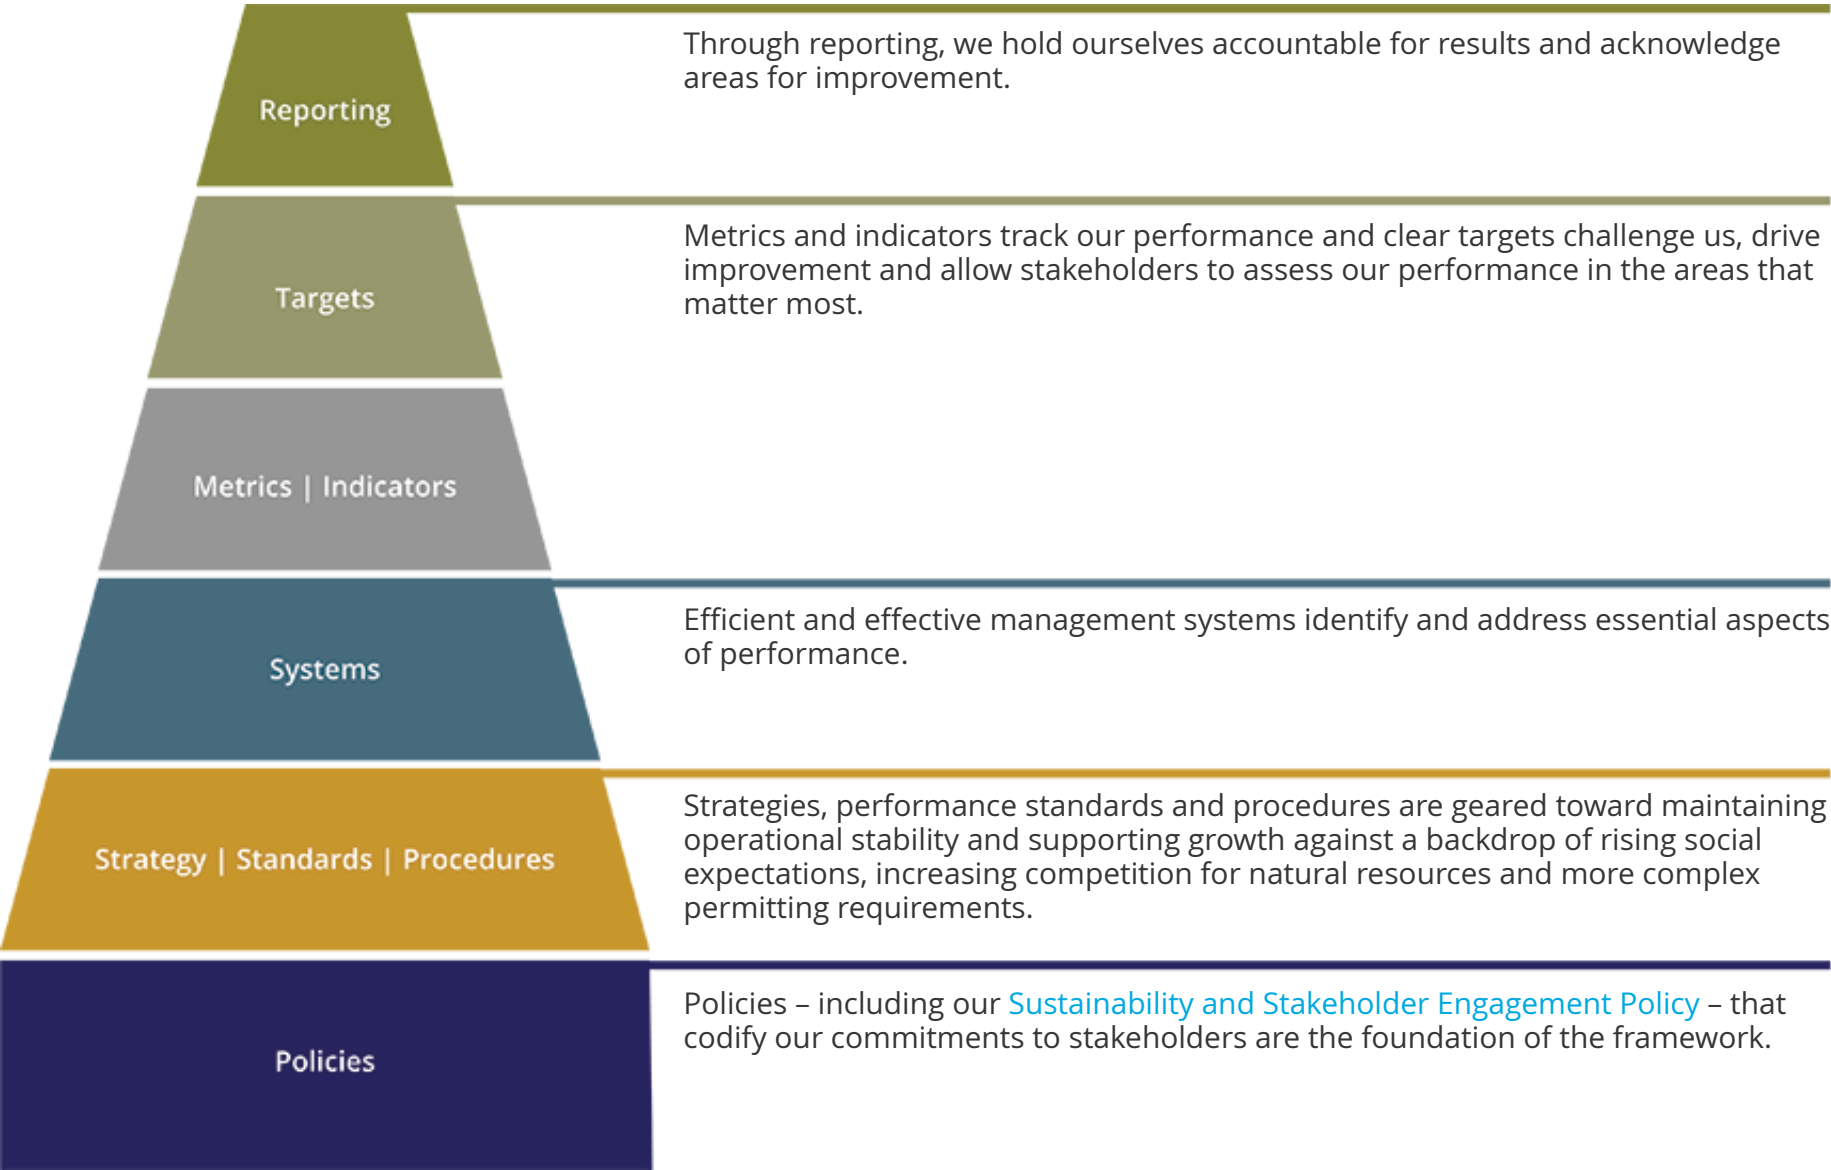 Through reporting, we hold ourselves accountable for results and acknowledge
areas for improvement.
Reporting
Metrics and indicators track our performance and clear targets challenge us, drive
improvement and allow stakeholders to assess our performance in the areas that
matter most.
Targets
Metrics | Indicators
Efficient and effective management systems identify and address essential aspects
of performance.
Systems
Strategies, performance standards and procedures are geared toward maintaining
operational stability and supporting growth against a backdrop of rising social
expectations, increasing competition for natural resources and more complex
permitting requirements.
Strategy | Standards | Procedures
Policies – including our Sustainability and Stakeholder Engagement Policy – that
codify our commitments to stakeholders are the foundation of the framework.
Policies